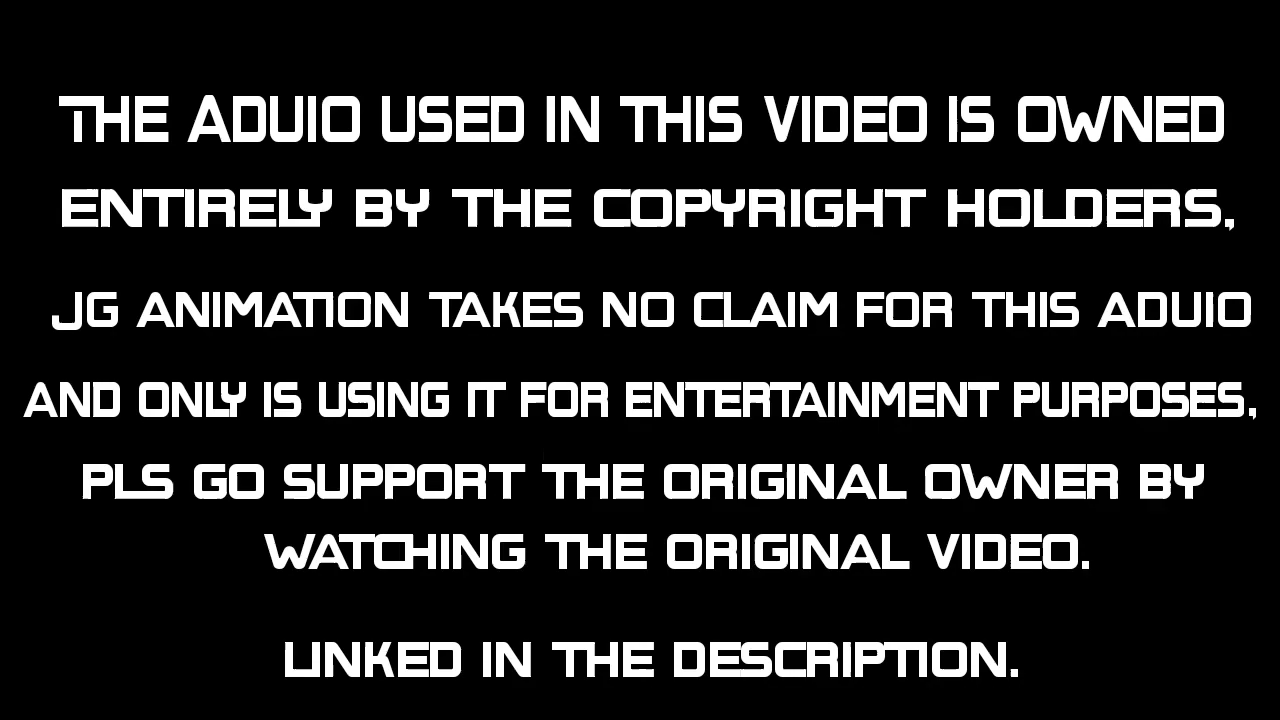 THE ADUIO USED IN THIS VIDEO IS OWNED
ENTIRELY BY THE COPYRIGHT HOLDERS,
JG ANIMATION TAKES NO CLAIM FOR THIS ADUIO
AND ONLY IS USING IT FOR ENTERTAINMENT PURPOSES,
PLS GO SUPPORT THE ORIGINAL OWNER BY
WATCHING THE ORIGINAL VIDEO.
LINKED IN THE DESCRIPTION.